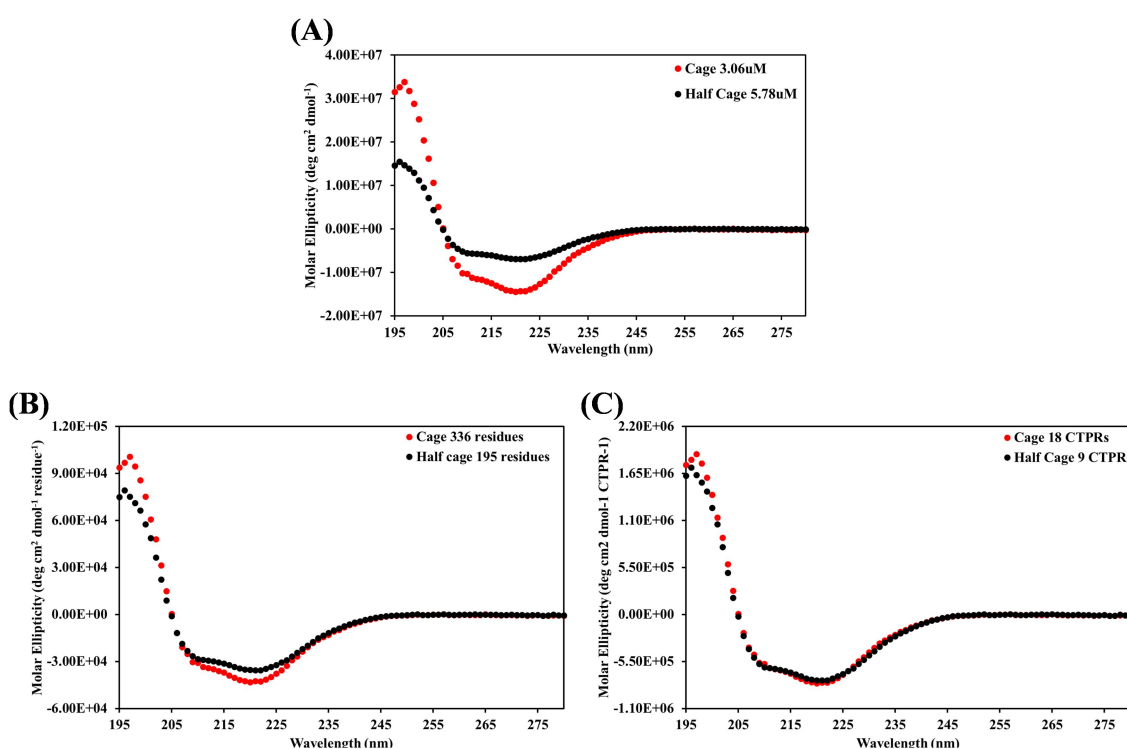 (A)
4.00E+07
3.00E+07
2.00E+07
1.00E+07
0.00E+00
-1.00E+07
-2.00E+07
Molar Ellipticity (deg cm² dmol⁻¹)
Cage 3.06uM
Half Cage 5.78uM
195 205 215 225 235 245 255 265 275
Wavelength (nm)
(B)
1.20E+05
9.00E+04
6.00E+04
3.00E+04
0.00E+00
-3.00E+04
-6.00E+04
Molar Ellipticity (deg cm² dmol⁻¹ residue⁻¹)
Cage 336 residues
Half cage 195 residues
195 205 215 225 235 245 255 265 275
Wavelength (nm)
(C)
2.20E+06
1.65E+06
1.10E+06
5.50E+05
0.00E+00
-5.50E+05
-1.10E+06
Molar Ellipticity (deg cm2 dmol-1 CTPR-1)
Cage 18 CTPRs
Half Cage 9 CTPR
195 205 215 225 235 245 255 265 275
Wavelength (nm)